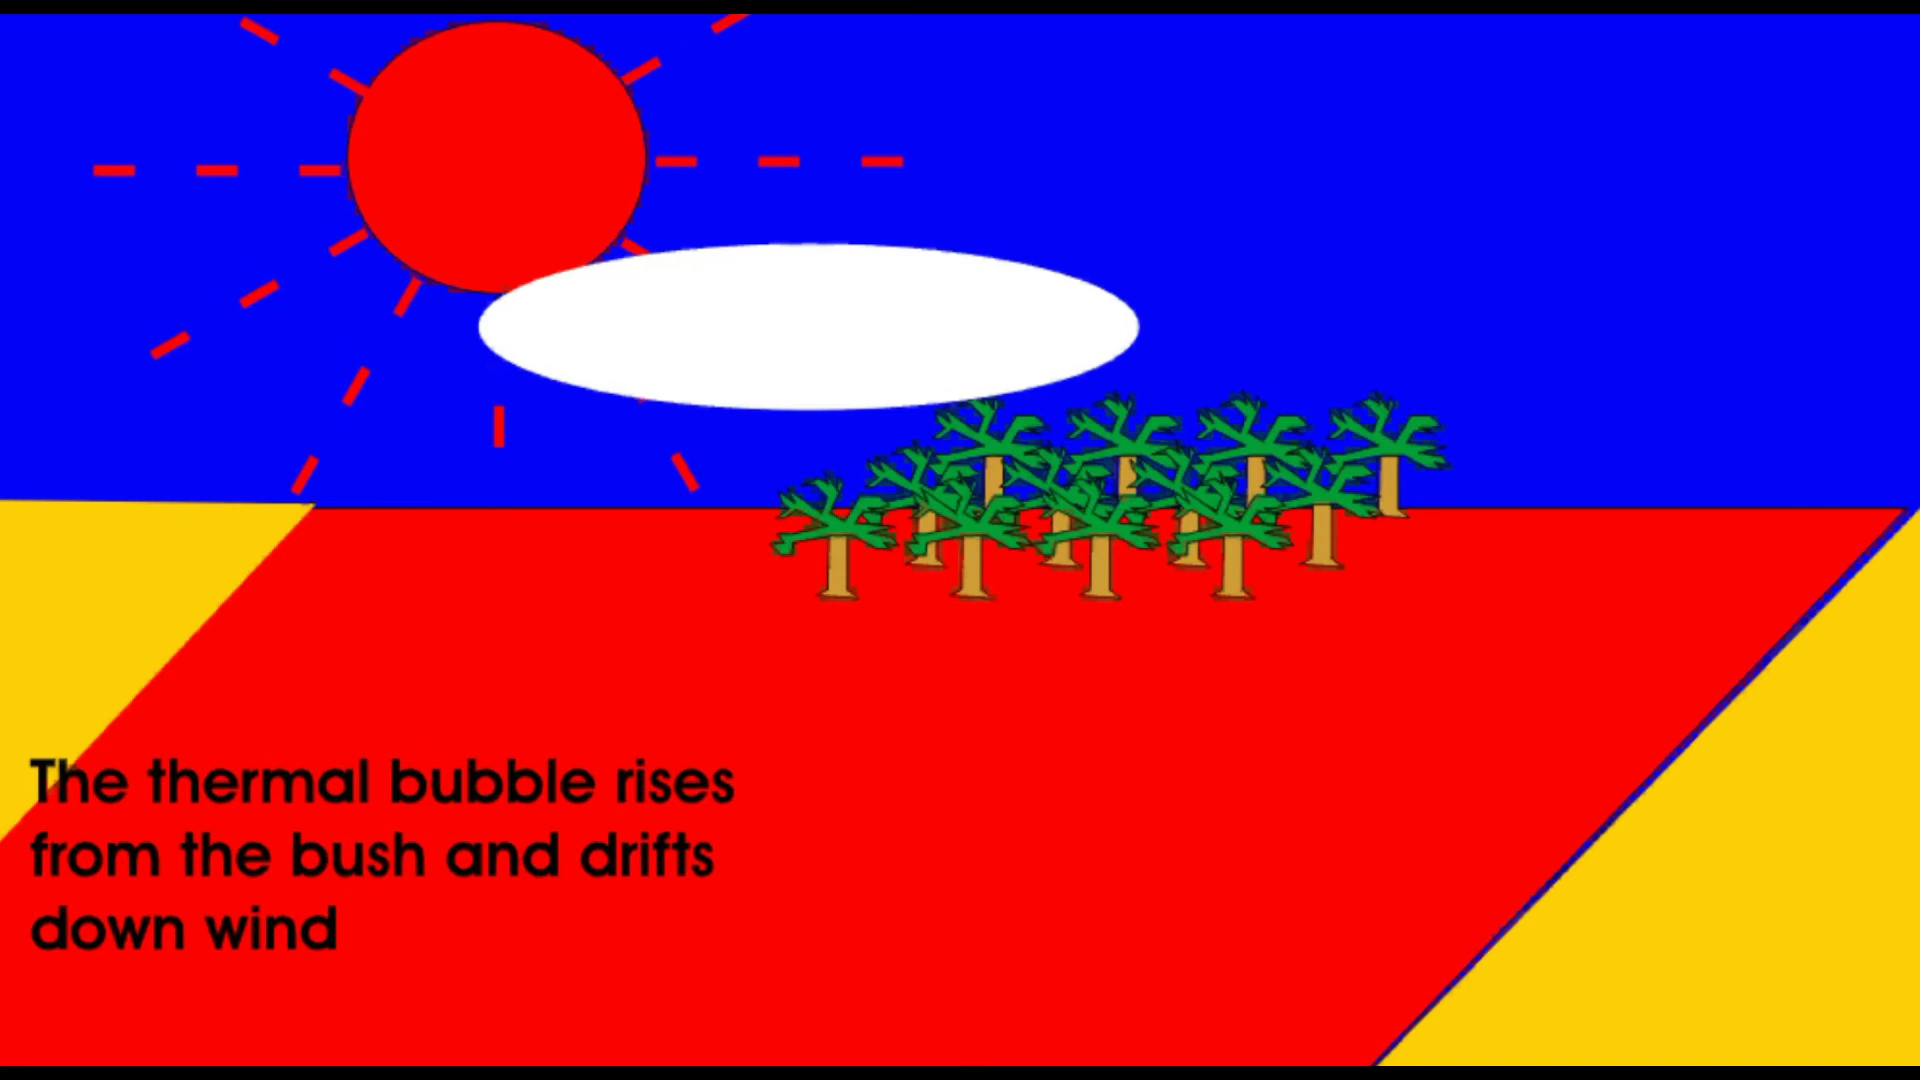 The thermal bubble rises
from the bush and drifts
down wind